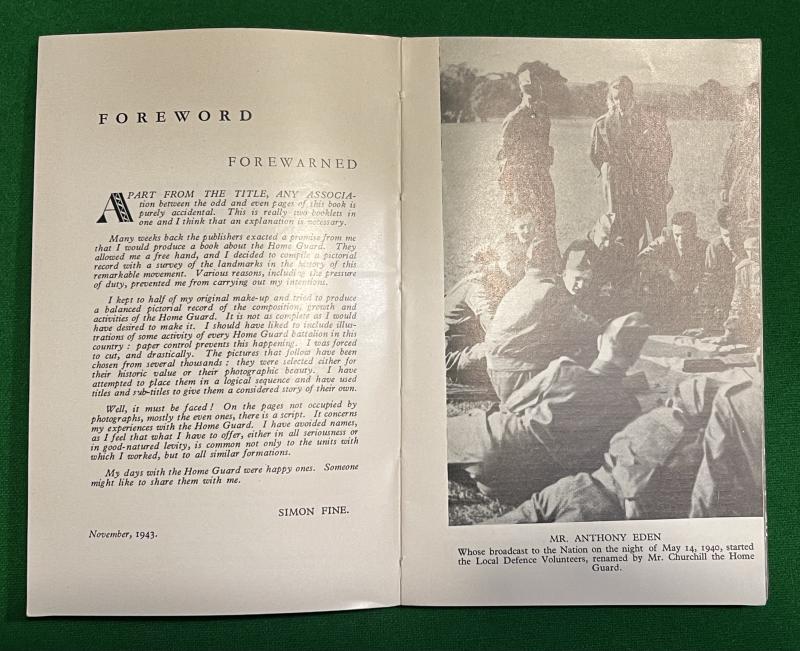 FOREWORD
FOREWARNED
APART FROM THE TITLE, ANY ASSOCIA-
tion between the odd and even pages of this book is
purely accidental. This is really two booklets in
one and I think that an explanation is necessary.
Many weeks back the publishers exacted a promise from me
that I would produce a book about the Home Guard. They
allowed me a free hand, and I decided to compile a pictorial
record with a survey of the landmarks in the history of this
remarkable movement. Various reasons, including the pressure
of duty, prevented me from carrying out my intentions.
I kept to half of my original make-up and tried to produce
a balanced pictorial record of the composition, growth and
activities of the Home Guard. It is not as complete as I would
have desired to make it. I should have liked to include illus-
trations of some activity of every Home Guard battalion in this
country : paper control prevents this happening. I was forced
to cut, and drastically. The pictures that follow have been
chosen from several thousands : they were selected either for
their historic value or their photographic beauty. I have
attempted to place them in a logical sequence and have used
titles and sub-titles to give them a considered story of their own.
Well, it must be faced! On the pages not occupied by
photographs, mostly the even ones, there is a script. It concerns
my experiences with the Home Guard. I have avoided names,
as I feel that what I have to offer, either in all seriousness or
in good-natured levity, is common not only to the units with
which I worked, but to all similar formations.
My days with the Home Guard were happy ones. Someone
might like to share them with me.
SIMON FINE.
November, 1943.
MR. ANTHONY EDEN
Whose broadcast to the Nation on the night of May 14, 1940, started
the Local Defence Volunteers, renamed by Mr. Churchill the Home
Guard.